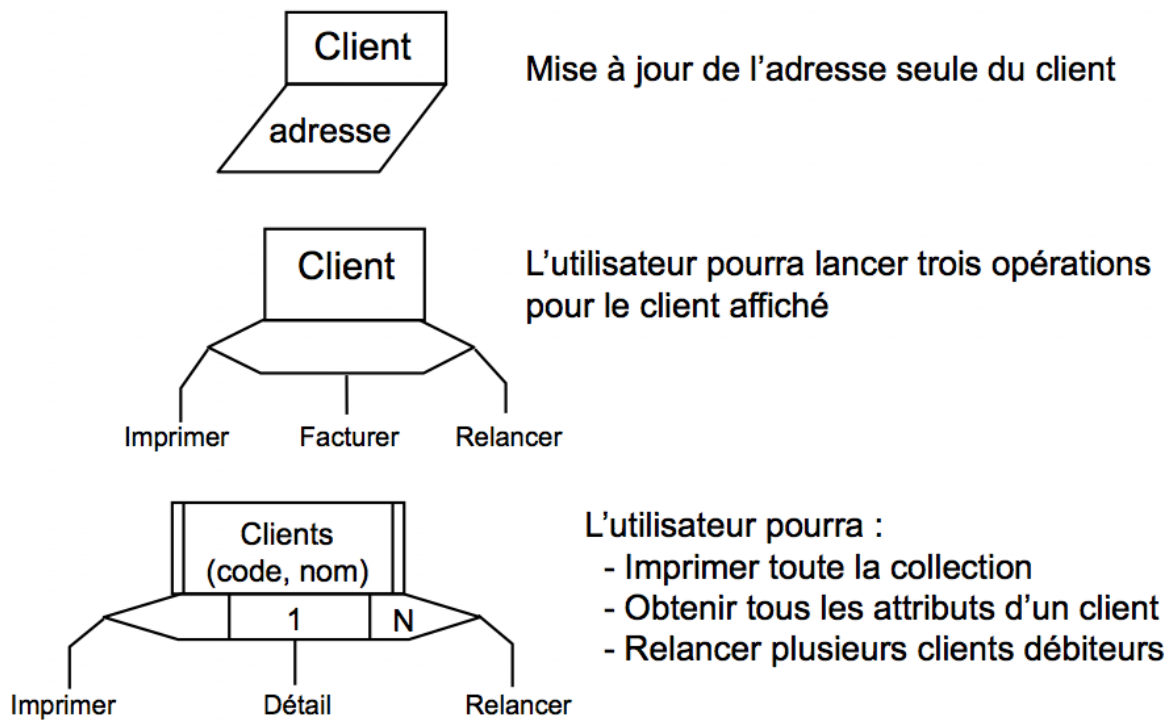 Client
adresse
Mise à jour de l’adresse seule du client
Client
L’utilisateur pourra lancer trois opérations
pour le client affiché
Imprimer
Facturer
Relancer
Clients
(code, nom)
1
N
Imprimer
Détail
Relancer
L’utilisateur pourra :
- Imprimer toute la collection
- Obtenir tous les attributs d’un client
- Relancer plusieurs clients débiteurs